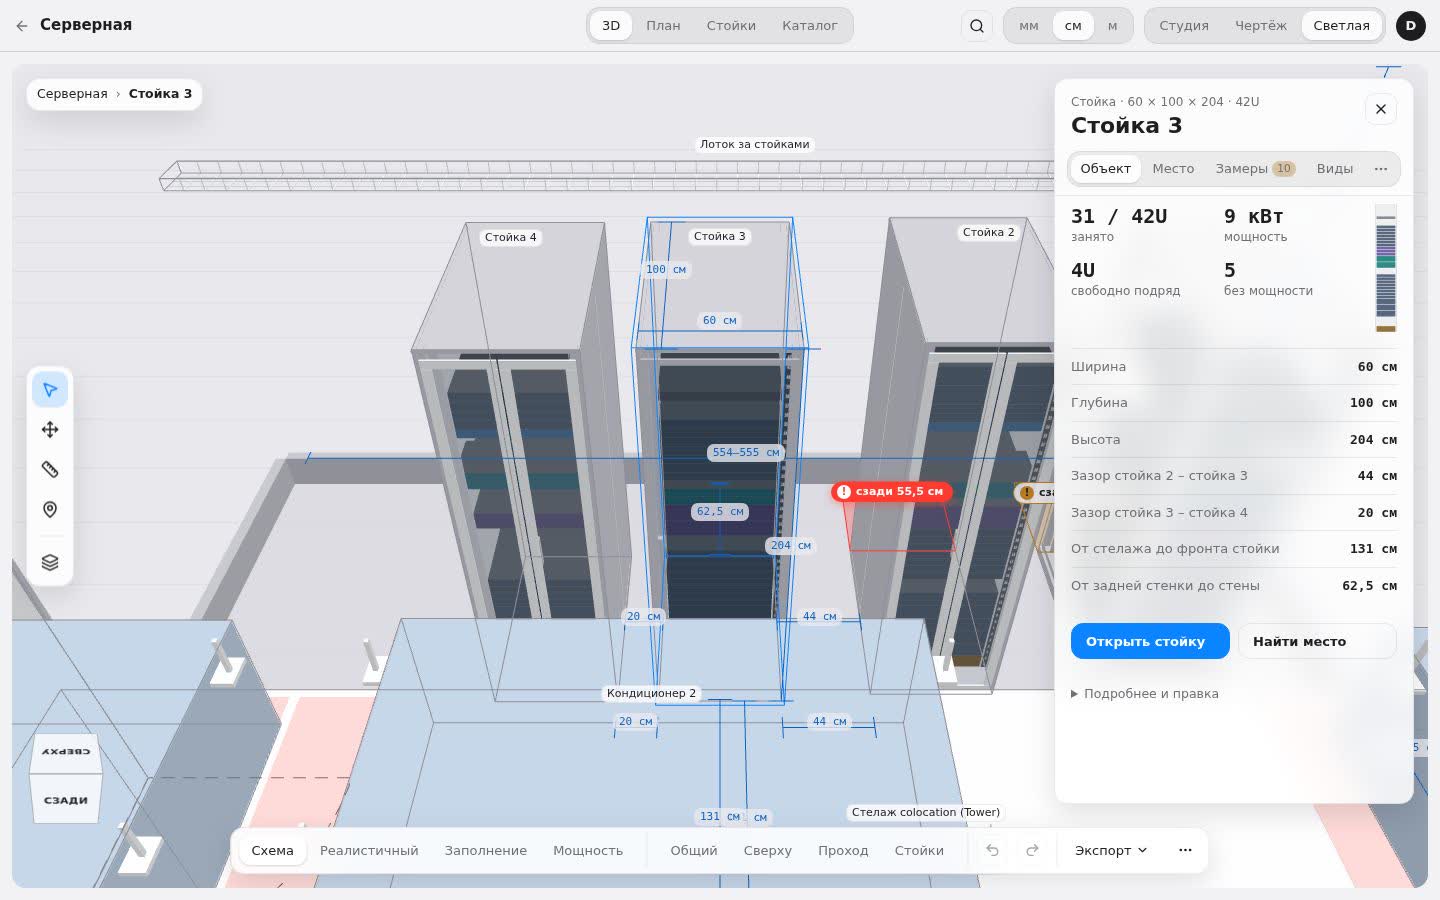 Серверная
3D
План
Стойки
Каталог
мм
см
м
Студия
Чертёж
Светлая
D
Серверная › Стойка 3
Лоток за стойками
Стойка 4
Стойка 3
Стойка 2
100 см
60 см
554–555 см
62,5 см
204 см
! сзади 55,5 см
!
20 см
44 см
Кондиционер 2
20 см
44 см
131 см
см
Стелаж colocation (Tower)
СВЕРХУ
СЗАДИ
Стойка · 60 × 100 × 204 · 42U
Стойка 3
Объект
Место
Замеры 10
Виды
31 / 42U
занято
9 кВт
мощность
4U
свободно подряд
5
без мощности
Ширина 60 см
Глубина 100 см
Высота 204 см
Зазор стойка 2 – стойка 3 44 см
Зазор стойка 3 – стойка 4 20 см
От стелажа до фронта стойки 131 см
От задней стенки до стены 62,5 см
Открыть стойку
Найти место
Подробнее и правка
Схема
Реалистичный
Заполнение
Мощность
Общий
Сверху
Проход
Стойки
Экспорт